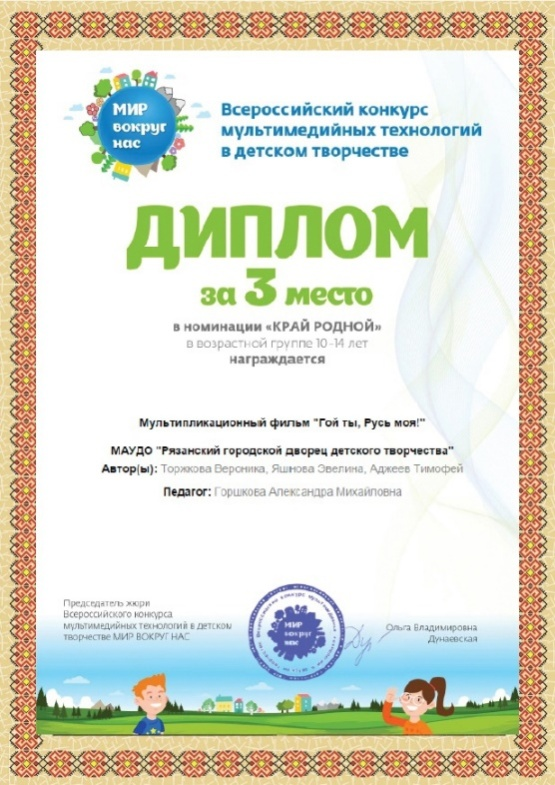 МИР
вокруг
нас
Всероссийский конкурс
мультимедийных технологий
в детском творчестве
ДИПЛОМ
за 3 место
в номинации «КРАЙ РОДНОЙ»
в возрастной группе 10-14 лет
награждается
Мультипликационный фильм "Гой ты, Русь моя!"
МАУДО "Рязанский городской дворец детского творчества"
Автор(ы): Торжкова Вероника, Яшнова Эвелина, Аджеев Тимофей
Педагог: Горшкова Александра Михайловна
Председатель жюри
Всероссийского конкурса
мультимедийных технологий в детском
творчестве МИР ВОКРУГ НАС
МИР
вокруг
нас
Ольга Владимировна
Дунаевская